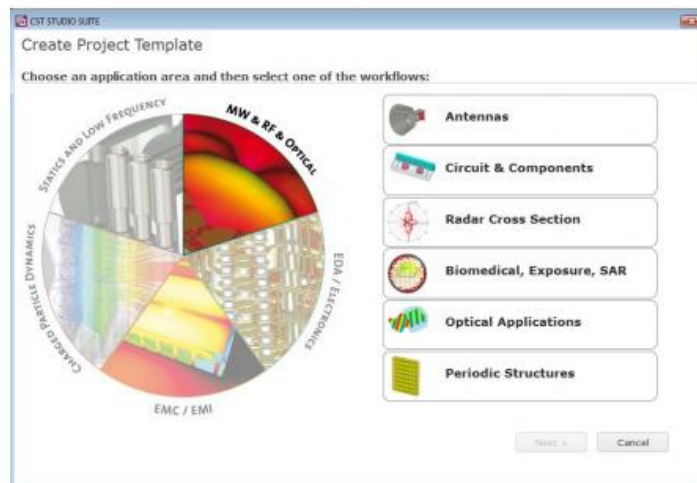 CST STUDIO SUITE
Create Project Template
Choose an application area and then select one of the workflows:
STATICS AND LOW FREQUENCY
MW & RF & OPTICAL
EDA / ELECTRONICS
EMC / EMI
CHARGED PARTICLE DYNAMICS
Antennas
Circuit & Components
Radar Cross Section
Biomedical, Exposure, SAR
Optical Applications
Periodic Structures
Next >
Cancel